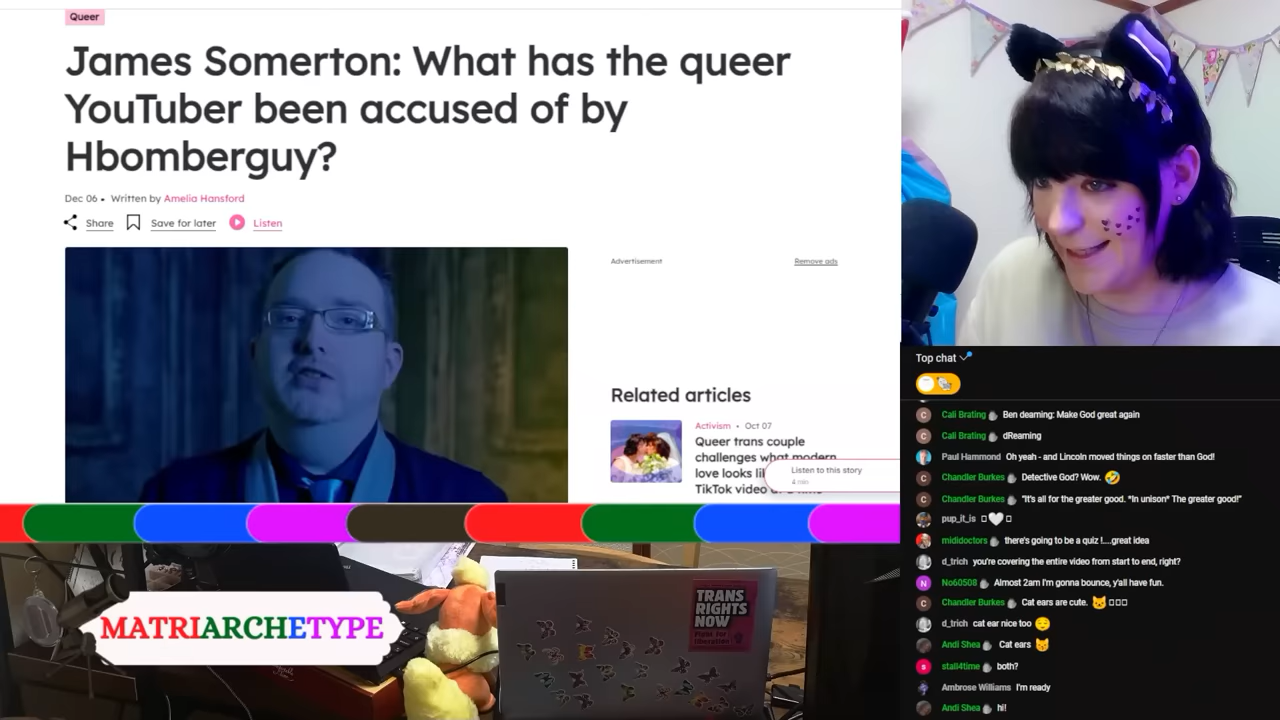 Queer
James Somerton: What has the queer
YouTuber been accused of by
Hbomberguy?
Dec 06 • Written by Amelia Hansford
Share
Save for later
Listen
Advertisement
Remove ads
Related articles
Activism • Oct 07
Queer trans couple
challenges what modern
love looks
Listen to this story
4 min
MATRIARCHETYPE
TRANS
RIGHTS
NOW
Top chat
Cali Brating Ben deaming: Make God great again
Cali Brating dReaming
Paul Hammond Oh yeah - and Lincoln moved things on faster than God!
Chandler Burkes Detective God? Wow. 🤣
Chandler Burkes "It's all for the greater good. *In unison* The greater good!"
pup_it_is 🤍
mididoctors there's going to be a quiz !....great idea
d_trich you're covering the entire video from start to end, right?
No60508 Almost 2am I'm gonna bounce, y'all have fun.
Chandler Burkes Cat ears are cute.
d_trich cat ear nice too
Andi Shea Cat ears
stall4time both?
Ambrose Williams I'm ready
Andi Shea hi!